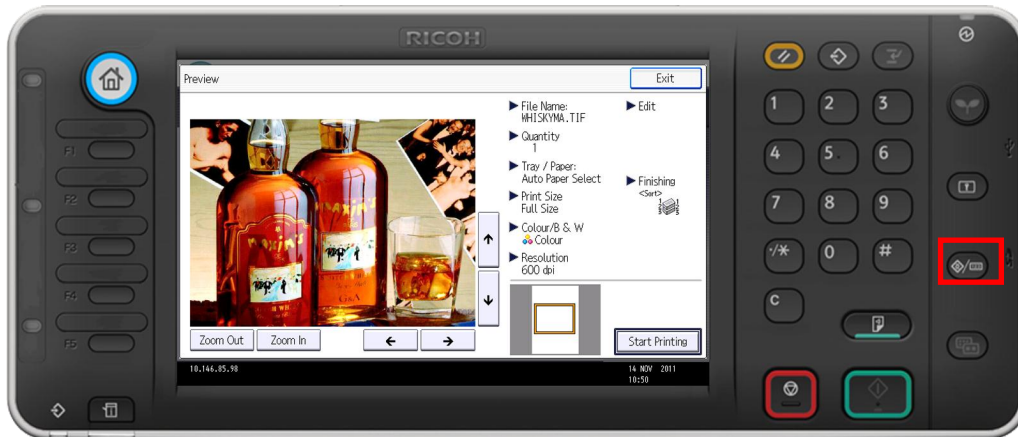 RICOH
Preview
Exit
File Name:
WHISKYMA.TIF
Quantity
1
Tray / Paper:
Auto Paper Select
Print Size
Full Size
Colour/B & W
Colour
Resolution
600 dpi
Edit
Finishing
<Sort>
MAXIM'S
MAXIM'S
G&A
Zoom Out
Zoom In
Start Printing
10.146.85.98
14 NOV 2011
10:50
F1
F2
F3
F4
F5
1
2
3
4
5
6
7
8
9
·/*
0
#
C